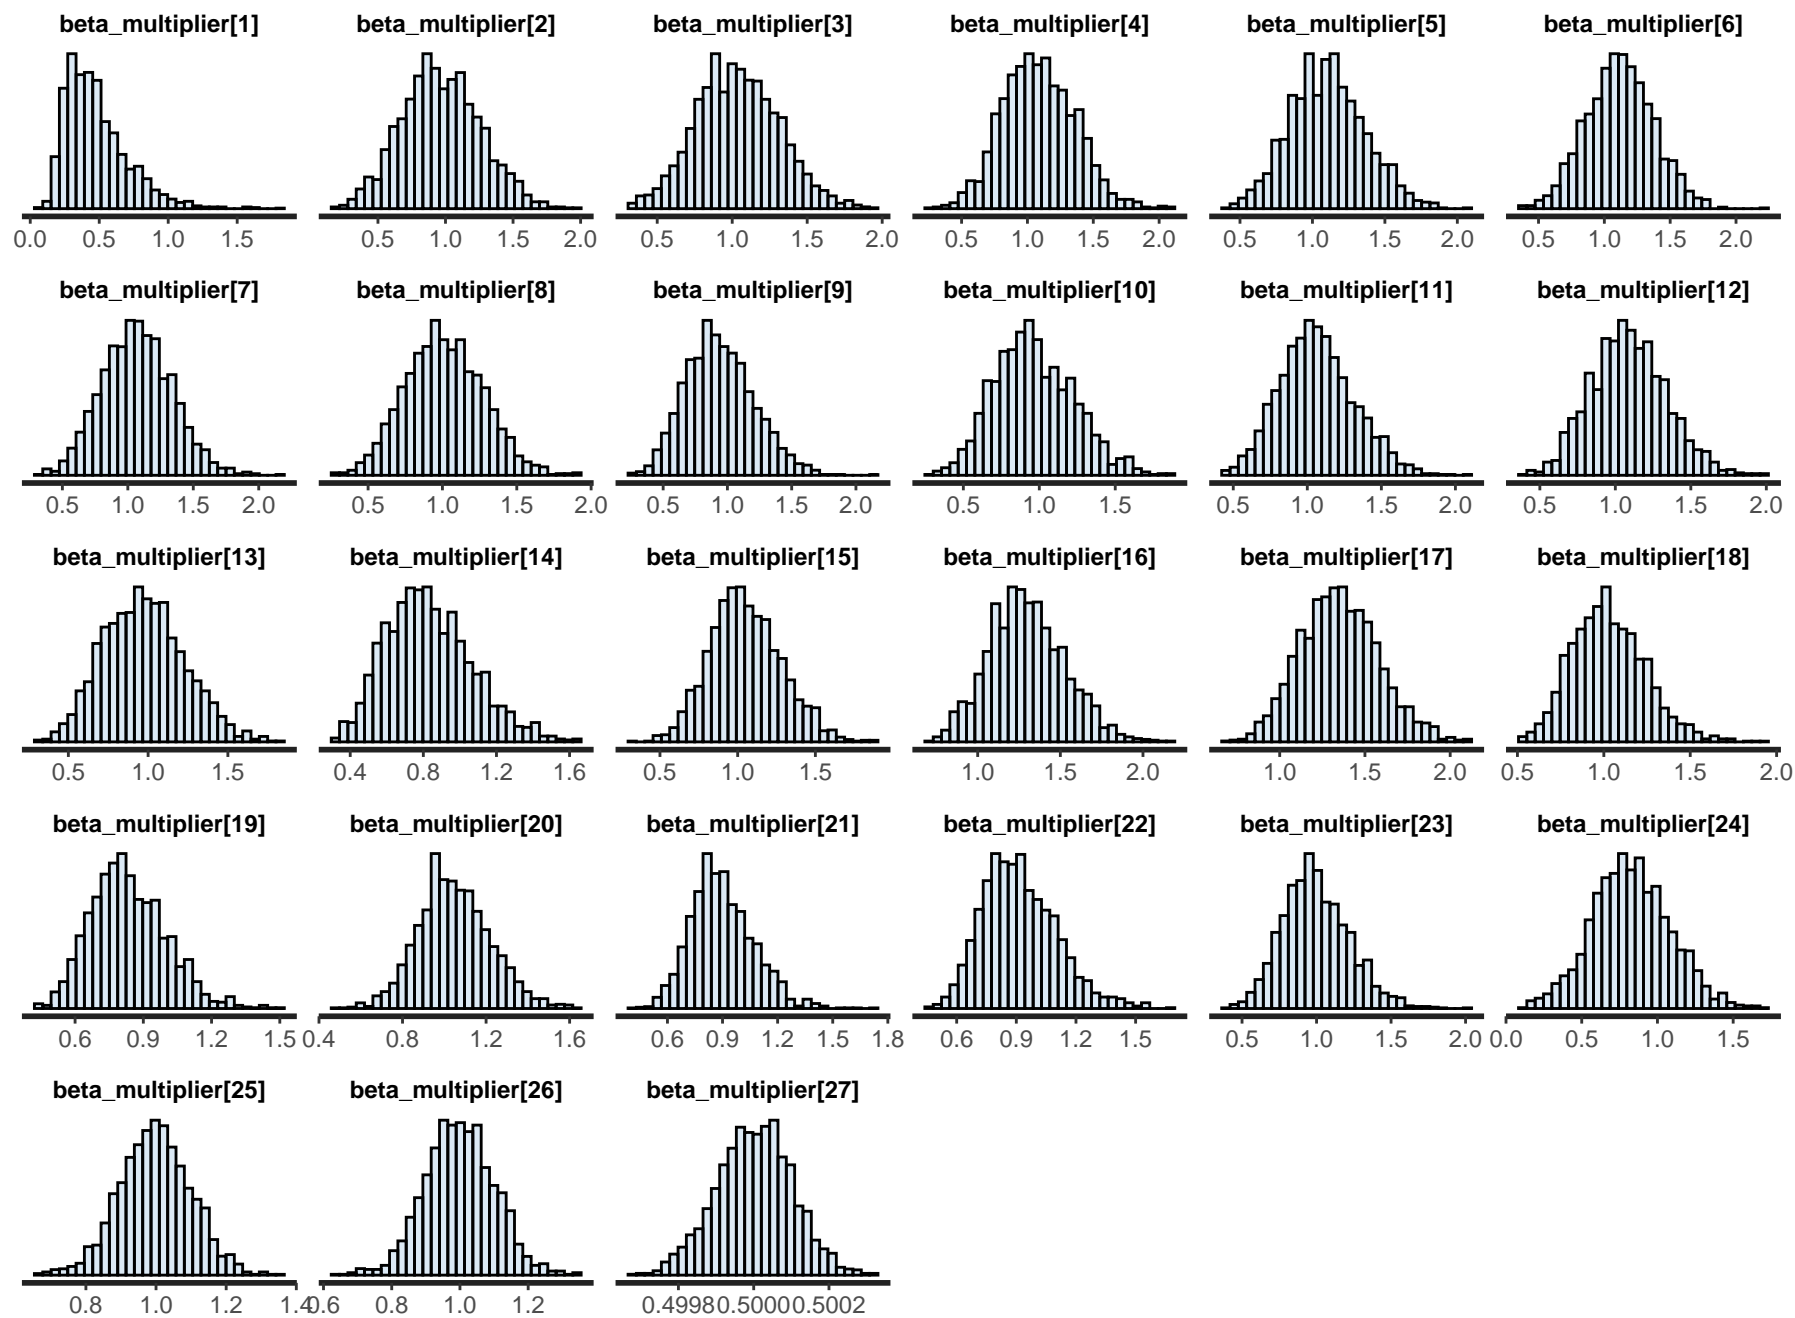 beta_multiplier[1] beta_multiplier[2] beta_multiplier[3] beta_multiplier[4] beta_multiplier[5] beta_multiplier[6]
0.0 0.5 1.0 1.5 0.5 1.0 1.5 2.0 0.5 1.0 1.5 2.0 0.5 1.0 1.5 2.0 0.5 1.0 1.5 2.0 0.5 1.0 1.5 2.0
beta_multiplier[7] beta_multiplier[8] beta_multiplier[9] beta_multiplier[10] beta_multiplier[11] beta_multiplier[12]
0.5 1.0 1.5 2.0 0.5 1.0 1.5 2.0 0.5 1.0 1.5 2.0 0.5 1.0 1.5 0.5 1.0 1.5 2.0 0.5 1.0 1.5 2.0
beta_multiplier[13] beta_multiplier[14] beta_multiplier[15] beta_multiplier[16] beta_multiplier[17] beta_multiplier[18]
0.5 1.0 1.5 0.4 0.8 1.2 1.6 0.5 1.0 1.5 1.0 1.5 2.0 1.0 1.5 2.0 0.5 1.0 1.5 2.0
beta_multiplier[19] beta_multiplier[20] beta_multiplier[21] beta_multiplier[22] beta_multiplier[23] beta_multiplier[24]
0.6 0.9 1.2 1.5 0.4 0.8 1.2 1.6 0.6 0.9 1.2 1.5 1.8 0.6 0.9 1.2 1.5 0.5 1.0 1.5 2.0 0.0 0.5 1.0 1.5
beta_multiplier[25] beta_multiplier[26] beta_multiplier[27]
0.8 1.0 1.2 1.4 0.6 0.8 1.0 1.2 0.4998 0.5000 0.5002